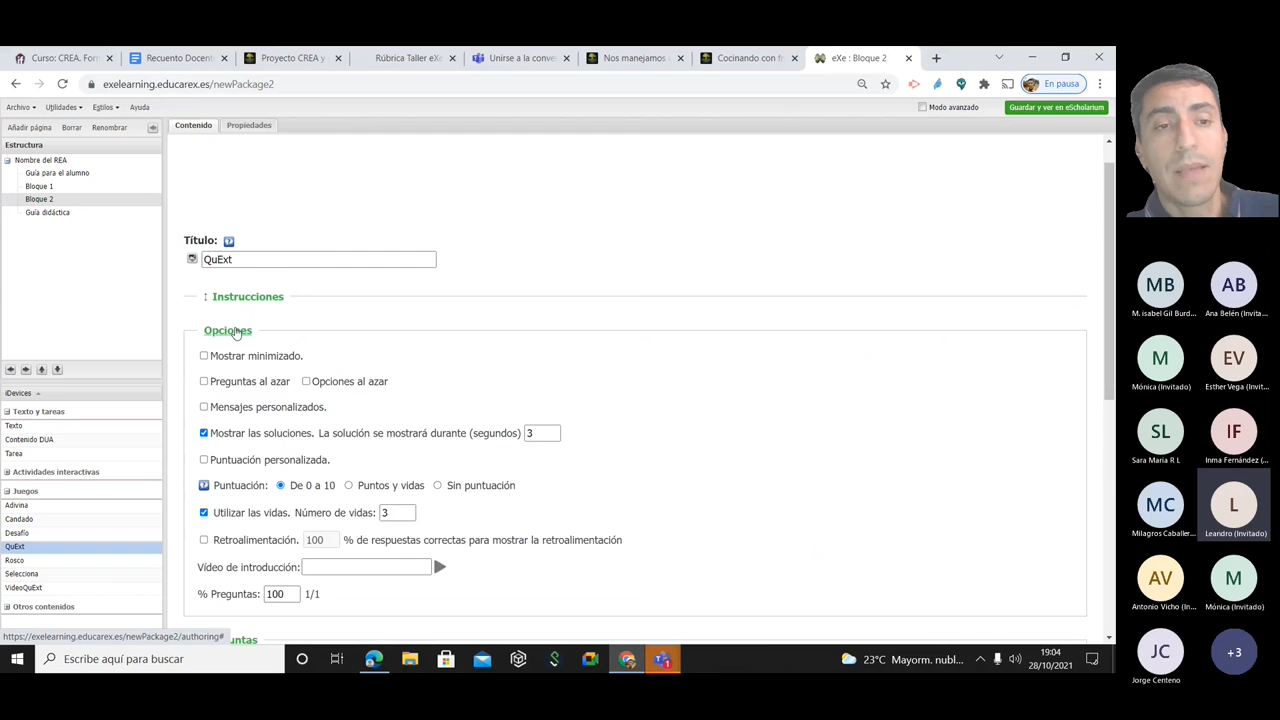 Curso: CREA. For
Recuento Docent
Proyecto CREA y
Rúbrica Taller eXe
Unirse a la conve
Nos manejamos c
Cocinando con fr
eXe : Bloque 2
exelearning.educarex.es/newPackage2
En pausa
Archivo
Utilidades
Estilos
Ayuda
Modo avanzado
Guardar y ver en eScholarium
Añadir página
Borrar
Renombrar
Contenido
Propiedades
Estructura
Nombre del REA
Guía para el alumno
Bloque 1
Bloque 2
Guía didáctica
Título:
QuExt
Instrucciones
Opciones
Mostrar minimizado.
Preguntas al azar
Opciones al azar
Mensajes personalizados.
Mostrar las soluciones. La solución se mostrará durante (segundos) 3
Puntuación personalizada.
Puntuación: De 0 a 10 Puntos y vidas Sin puntuación
Utilizar las vidas. Número de vidas: 3
Retroalimentación. 100 % de respuestas correctas para mostrar la retroalimentación
Vídeo de introducción:
% Preguntas: 100 1/1
untas
iDevices
Texto y tareas
Texto
Contenido DUA
Tarea
Actividades interactivas
Juegos
Adivina
Candado
Desafío
QuExt
Rosco
Selecciona
VideoQuExt
Otros contenidos
https://exelearning.educarex.es/newPackage2/authoring#
Escribe aquí para buscar
23°C Mayorm. nubl...
19:04
28/10/2021
MB
M. isabel Gil Burd...
AB
Ana Belén (Invita...
M
Mónica (Invitado)
EV
Esther Vega (Invit...
SL
Sara Maria R L
IF
Inma Fernández (...
MC
Milagros Caballer...
L
Leandro (Invitado)
AV
Antonio Vicho (In...
M
Mónica (Invitado)
JC
Jorge Centeno
+3